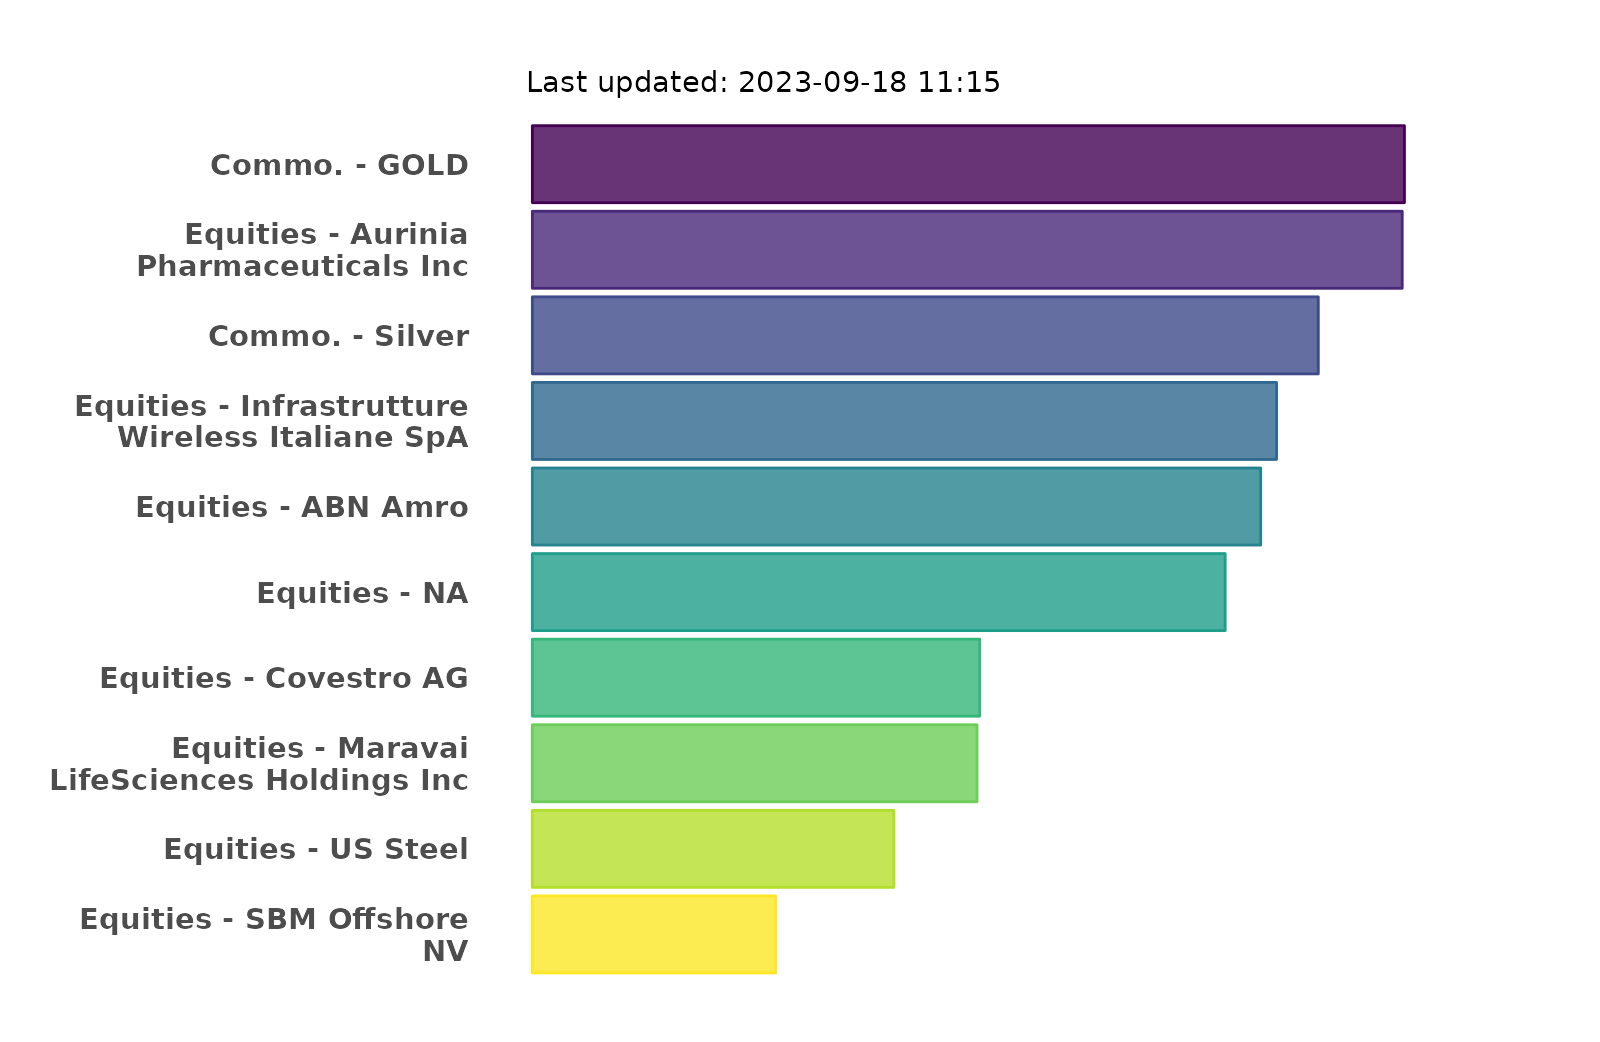 Last updated: 2023-09-18 11:15
Commo. - GOLD
Equities - Aurinia
Pharmaceuticals Inc
Commo. - Silver
Equities - Infrastrutture
Wireless Italiane SpA
Equities - ABN Amro
Equities - NA
Equities - Covestro AG
Equities - Maravai
LifeSciences Holdings Inc
Equities - US Steel
Equities - SBM Offshore
NV